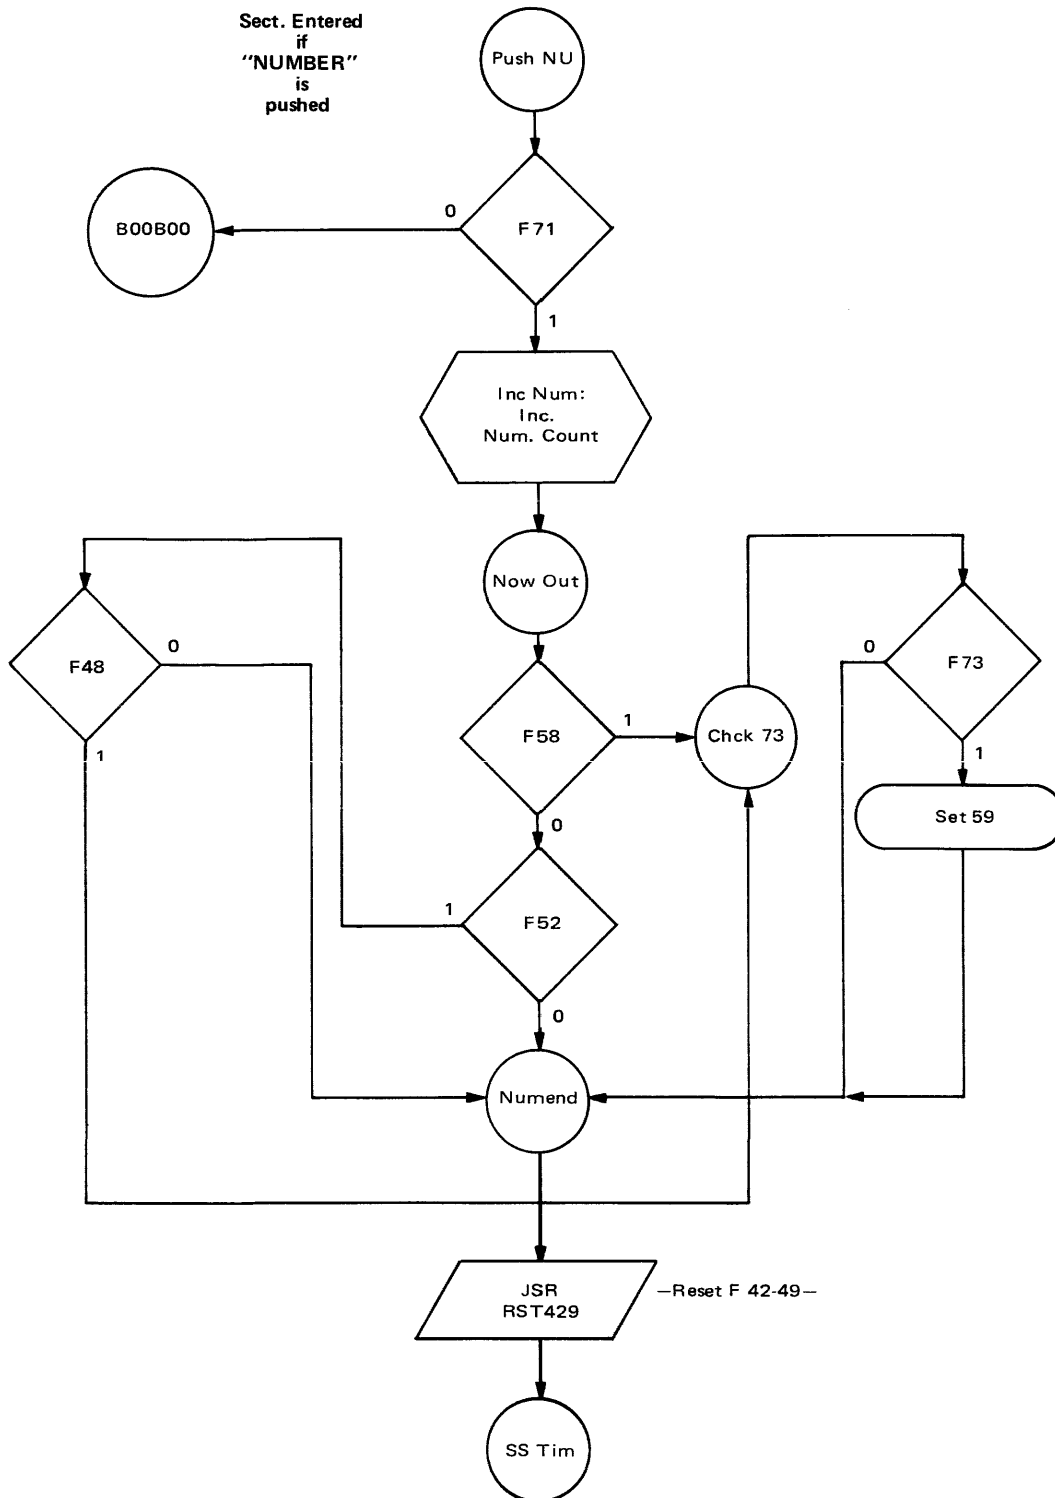 Sect. Entered
if
"NUMBER"
is
pushed
Push NU
0
B00B00
F71
1
Inc Num:
Inc.
Num. Count
Now Out
F48
0
1
F58
1
0
Chck 73
0
F73
1
Set 59
1
F52
0
Numend
JSR
RST429
—Reset F 42-49—
SS Tim